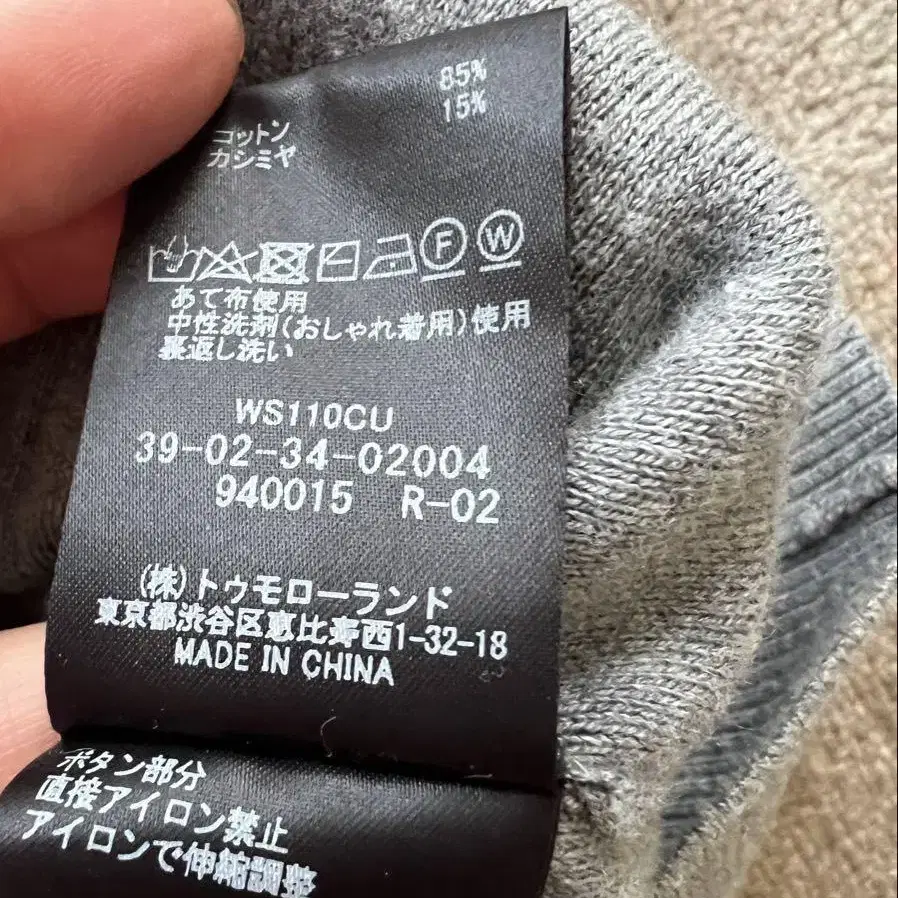 85%
15%
コットン
カシミヤ
F W
あて布使用
中性洗剤(おしゃれ着用)使用
裏返し洗い
WS110CU
39-02-34-02004
940015 R-02
(株)トゥモローランド
東京都渋谷区恵比寿西1-32-18
MADE IN CHINA
ボタン部分
直接アイロン禁止
アイロンで伸縮調整